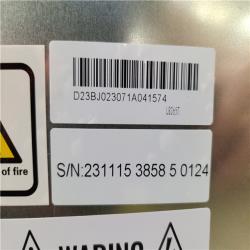 D23BJ023071A041574
of fire
S/N:231115 3858 5 0124
WARNING